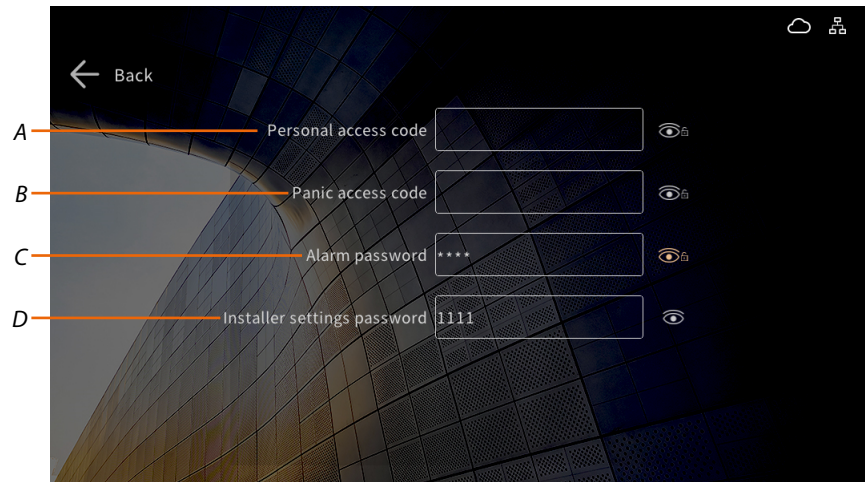 Back
A Personal access code
B Panic access code
C Alarm password ****
D Installer settings password 1111